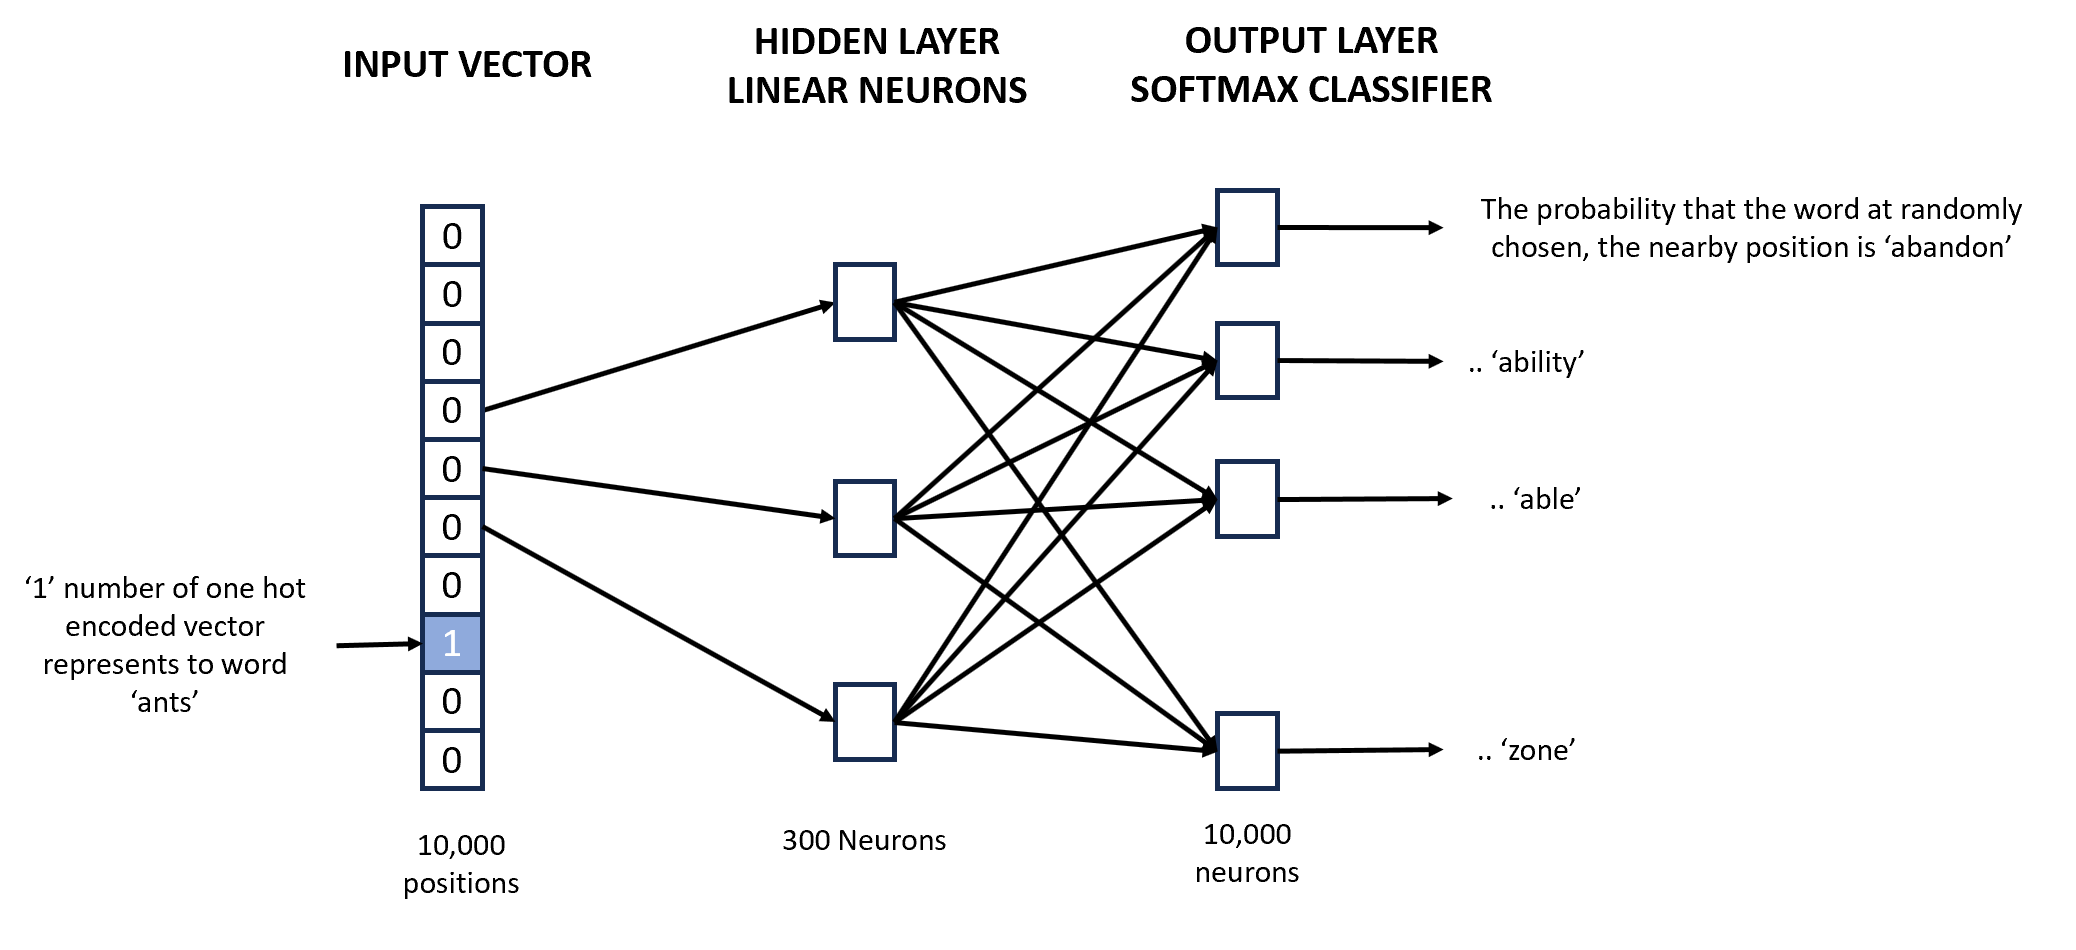 INPUT VECTOR
HIDDEN LAYER
LINEAR NEURONS
OUTPUT LAYER
SOFTMAX CLASSIFIER
‘1’ number of one hot
encoded vector
represents to word
‘ants’
0
0
0
0
0
0
0
1
0
0
10,000
positions
300 Neurons
10,000
neurons
The probability that the word at randomly
chosen, the nearby position is ‘abandon’
.. ‘ability’
.. ‘able’
.. ‘zone’